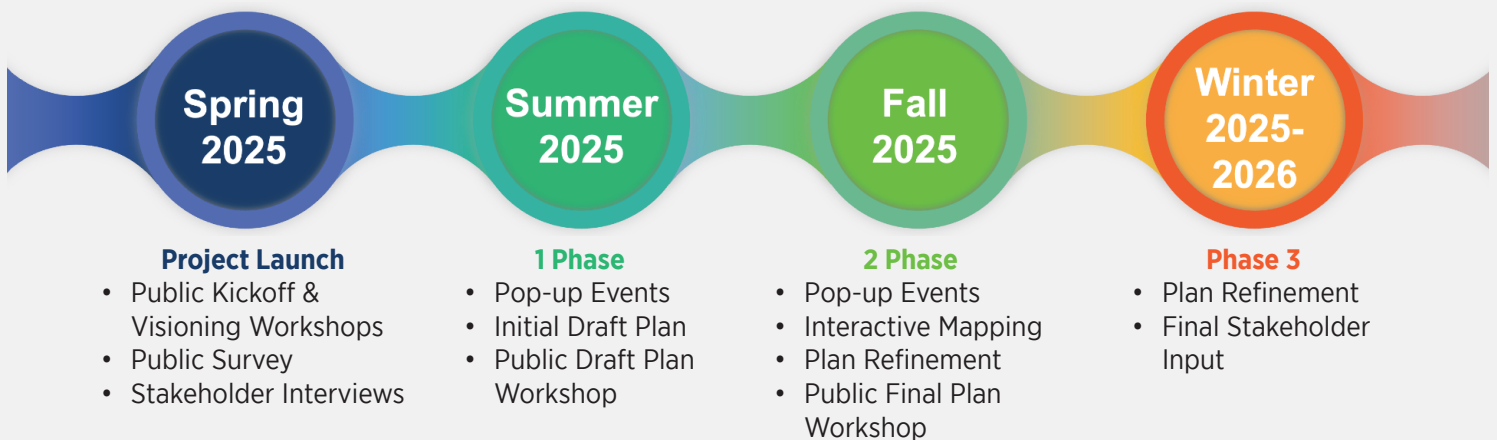 Spring
2025
Summer
2025
Fall
2025
Winter
2025-
2026
Project Launch
• Public Kickoff &
Visioning Workshops
• Public Survey
• Stakeholder Interviews
1 Phase
• Pop-up Events
• Initial Draft Plan
• Public Draft Plan
Workshop
2 Phase
• Pop-up Events
• Interactive Mapping
• Plan Refinement
• Public Final Plan
Workshop
Phase 3
• Plan Refinement
• Final Stakeholder
Input